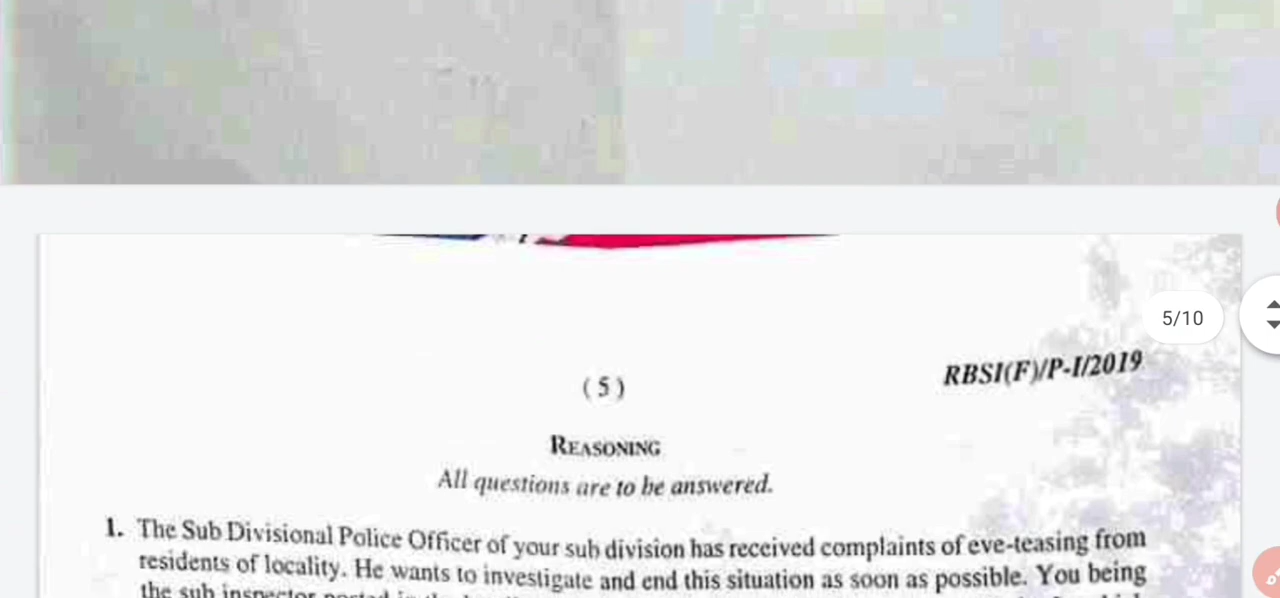 5/10
RBSI(F)/P-I/2019
( 5 )
REASONING
All questions are to be answered.
1. The Sub Divisional Police Officer of your sub division has received complaints of eve-teasing from
residents of locality. He wants to investigate and end this situation as soon as possible. You being
the sub inspector posted in the